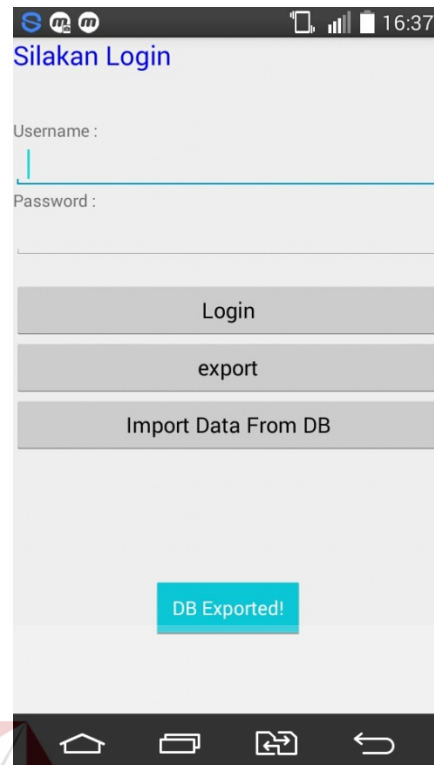 16:37
Silakan Login
Username :
Password :
Login
export
Import Data From DB
DB Exported!